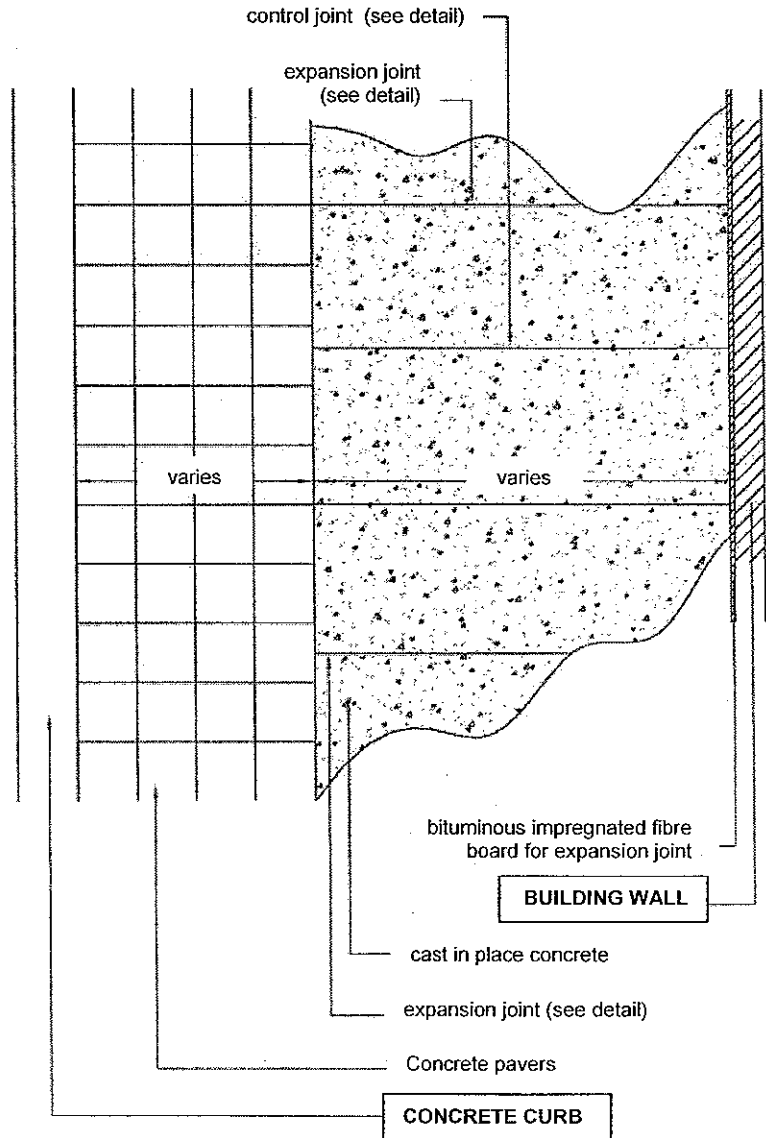 control joint (see detail)
expansion joint
(see detail)
varies
varies
bituminous impregnated fibre
board for expansion joint
BUILDING WALL
cast in place concrete
expansion joint (see detail)
Concrete pavers
CONCRETE CURB